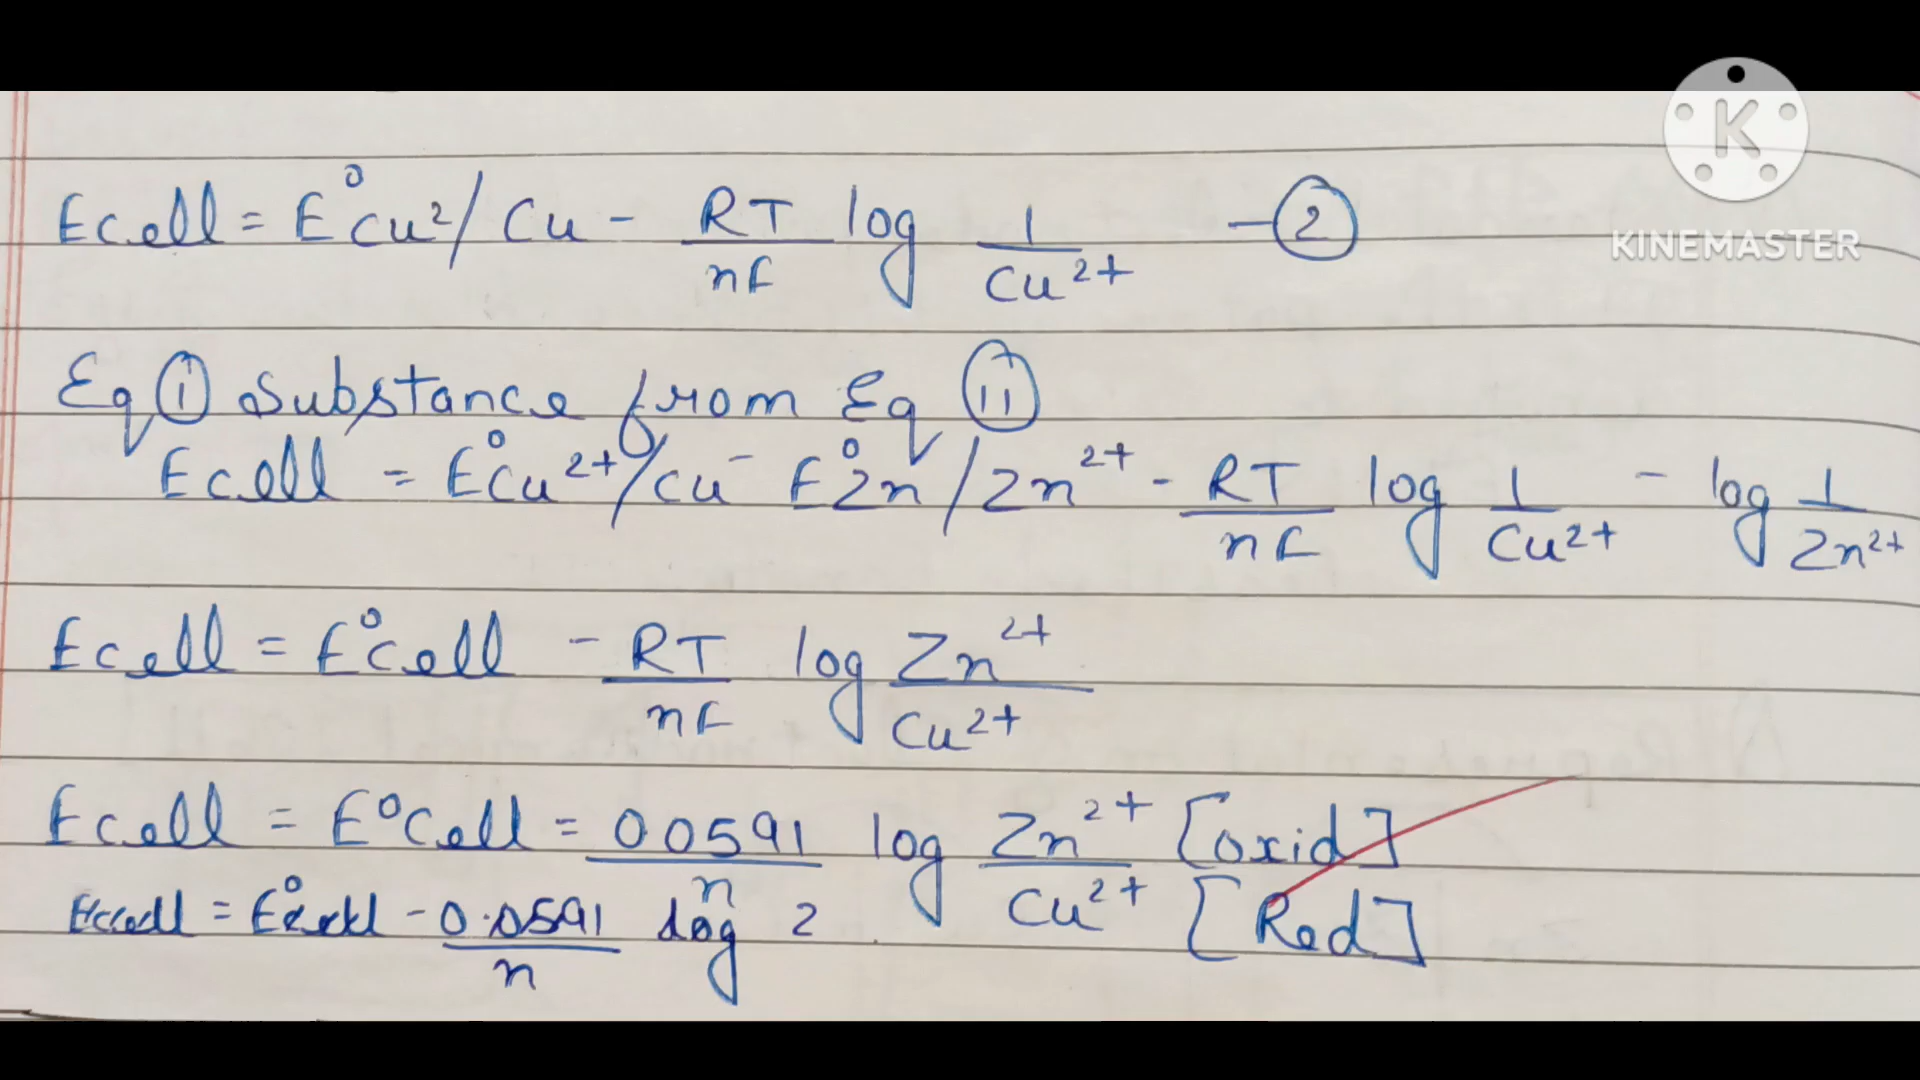 K
KINEMASTER
Ecell = E°Cu²/Cu - RT/nF log 1/Cu²⁺ - ②
Eq ① Substance from Eq ⑪
Ecell = E°Cu²⁺/Cu - E°Zn/Zn²⁺ - RT/nF log 1/Cu²⁺ - log 1/Zn²⁺
Ecell = E°cell - RT/nF log Zn²⁺/Cu²⁺
Ecell = E°Cell = 00591/n log Zn²⁺/Cu²⁺ [oxid]/[Red]
Ecell = E°cell - 0.0591/n log 2